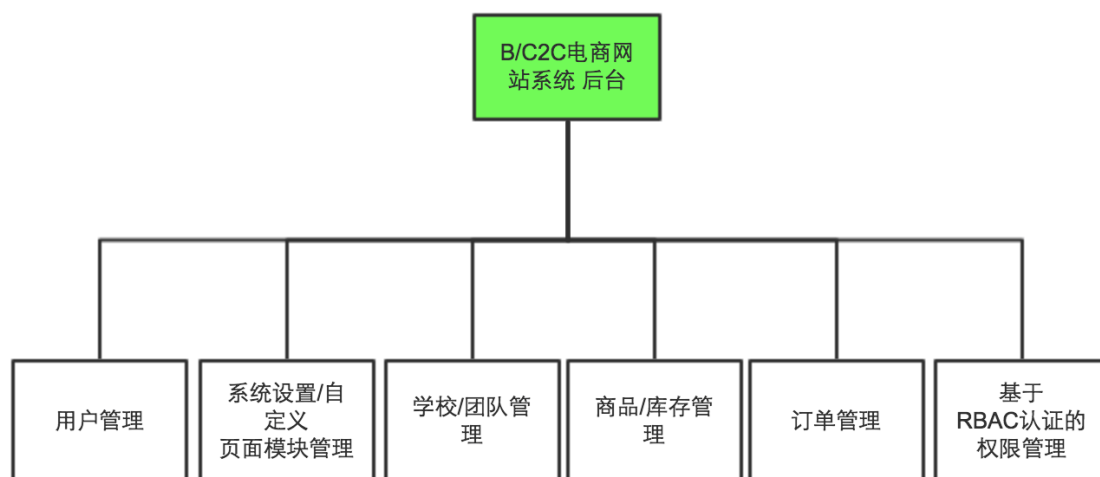 B/C2C电商网
站系统 后台
用户管理
系统设置/自
定义
页面模块管理
学校/团队管
理
商品/库存管
理
订单管理
基于
RBAC认证的
权限管理